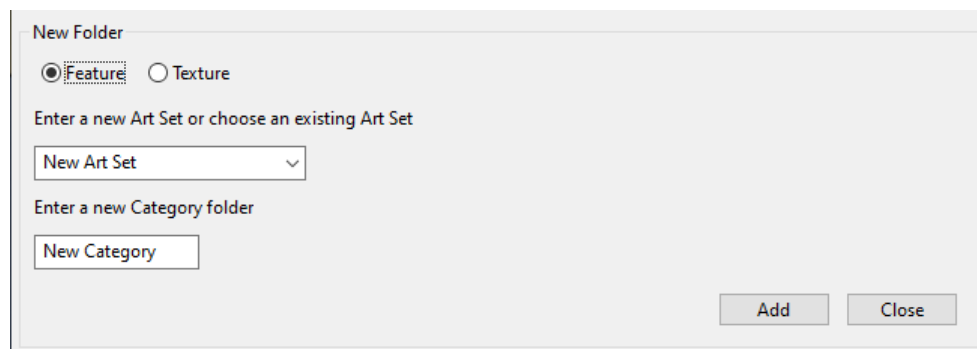 New Folder
Feature Texture
Enter a new Art Set or choose an existing Art Set
New Art Set
Enter a new Category folder
New Category
Add Close